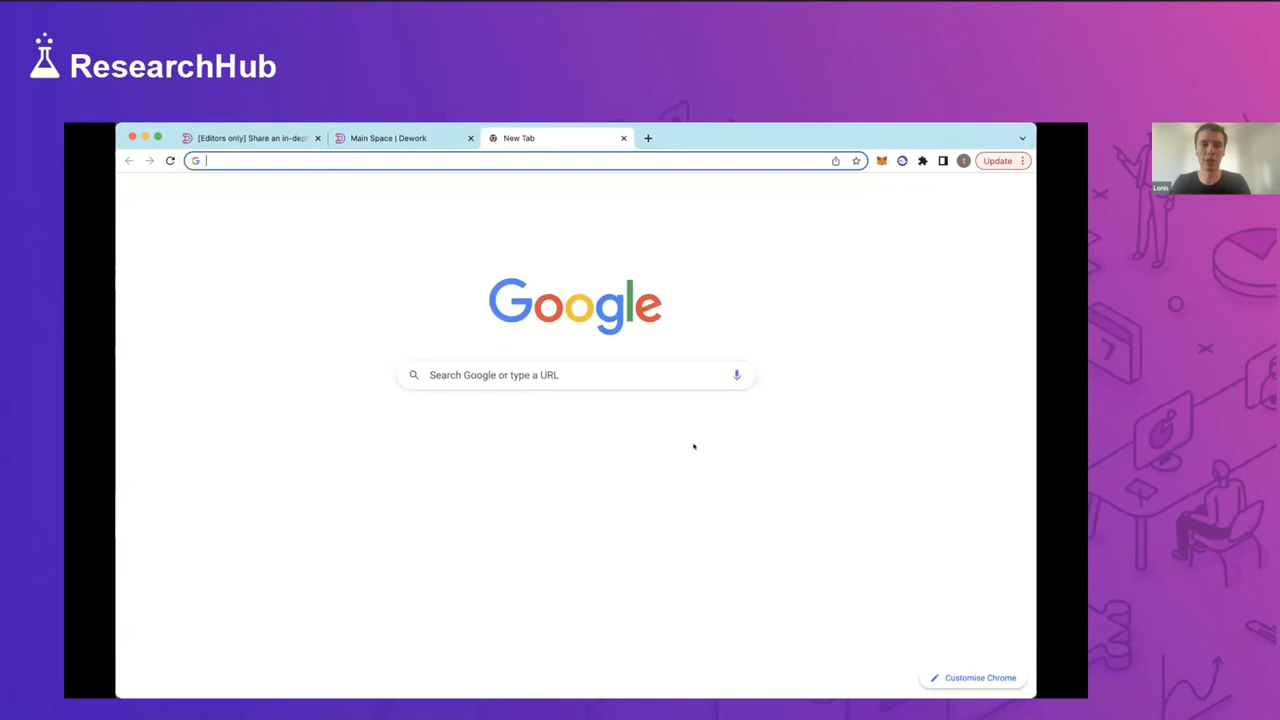 ResearchHub
[Editors only] Share an in-dep
Main Space | Dework
New Tab
Update
Lonis
Google
Search Google or type a URL
Customise Chrome